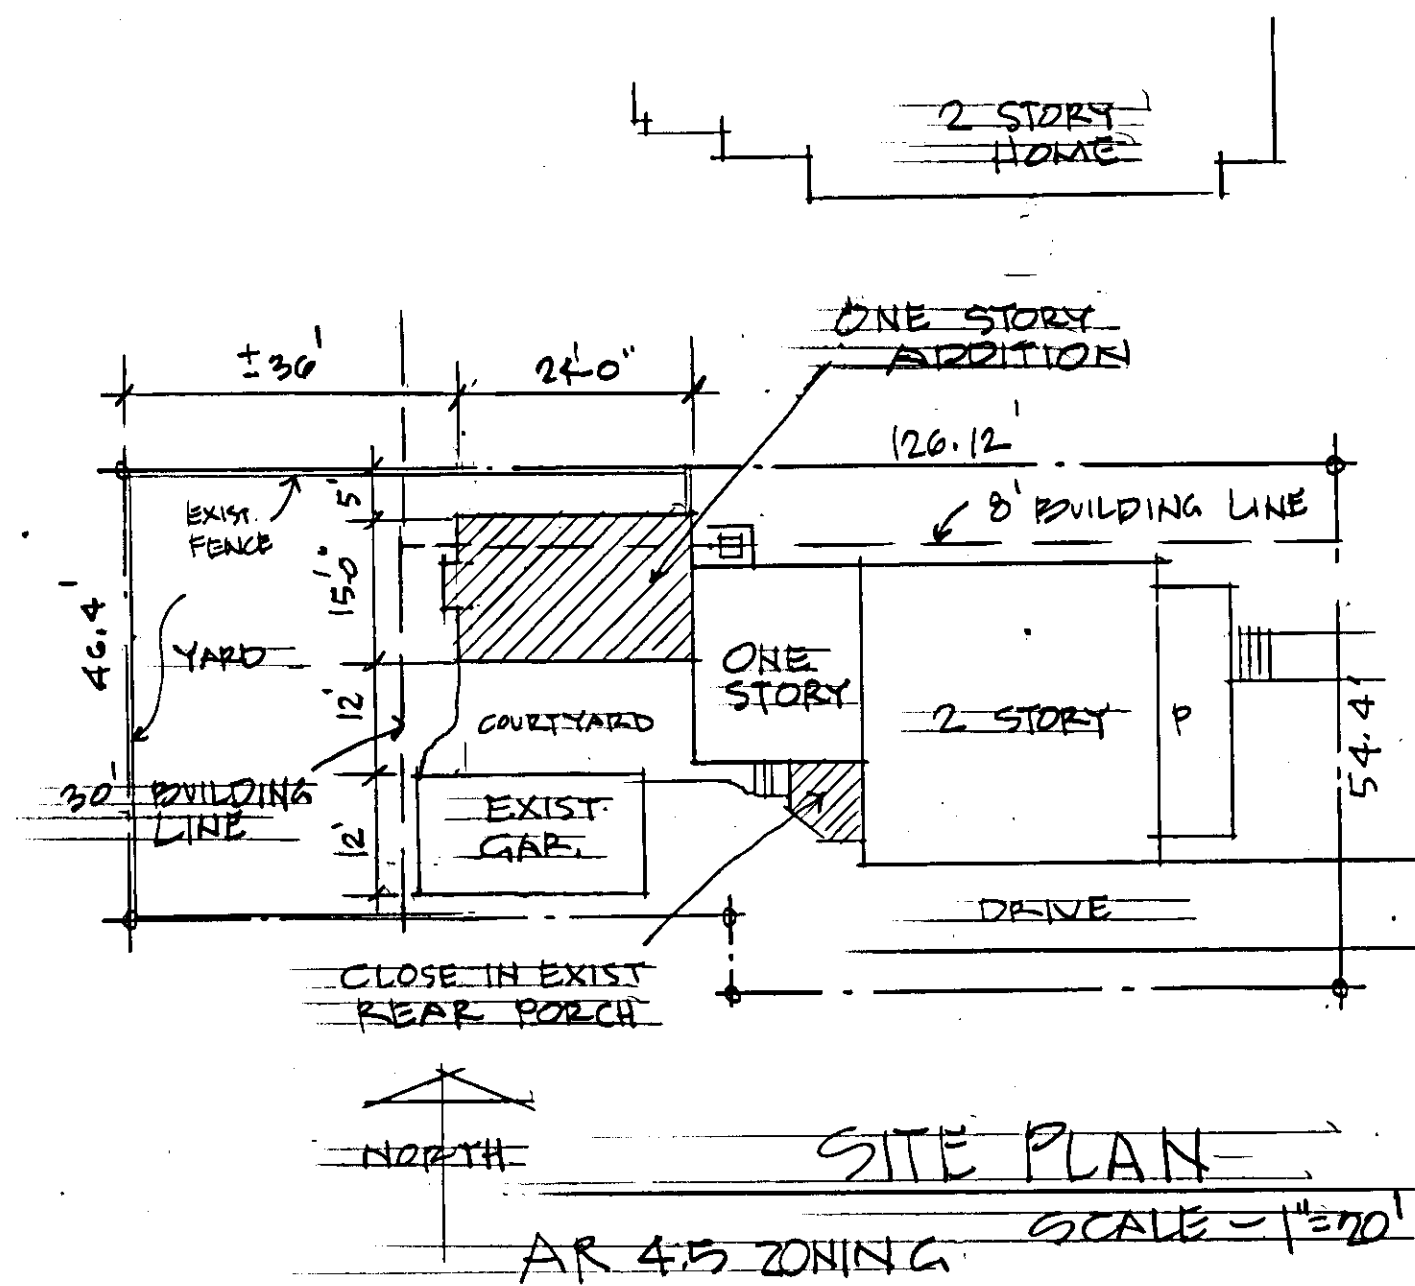 2 STORY
HOME
ONE STORY
ADDITION
±36'
24'-0"
126.12'
8' BUILDING LINE
EXIST.
FENCE
5'
15'-0"
46.4'
YARD
ONE
STORY
12'
COURTYARD
2 STORY
P
54.4'
30' BUILDING
LINE
EXIST.
GAR.
12'
DRIVE
CLOSE IN EXIST
REAR PORCH
NORTH
SITE PLAN
SCALE - 1"=20'
AR 4.5 ZONING